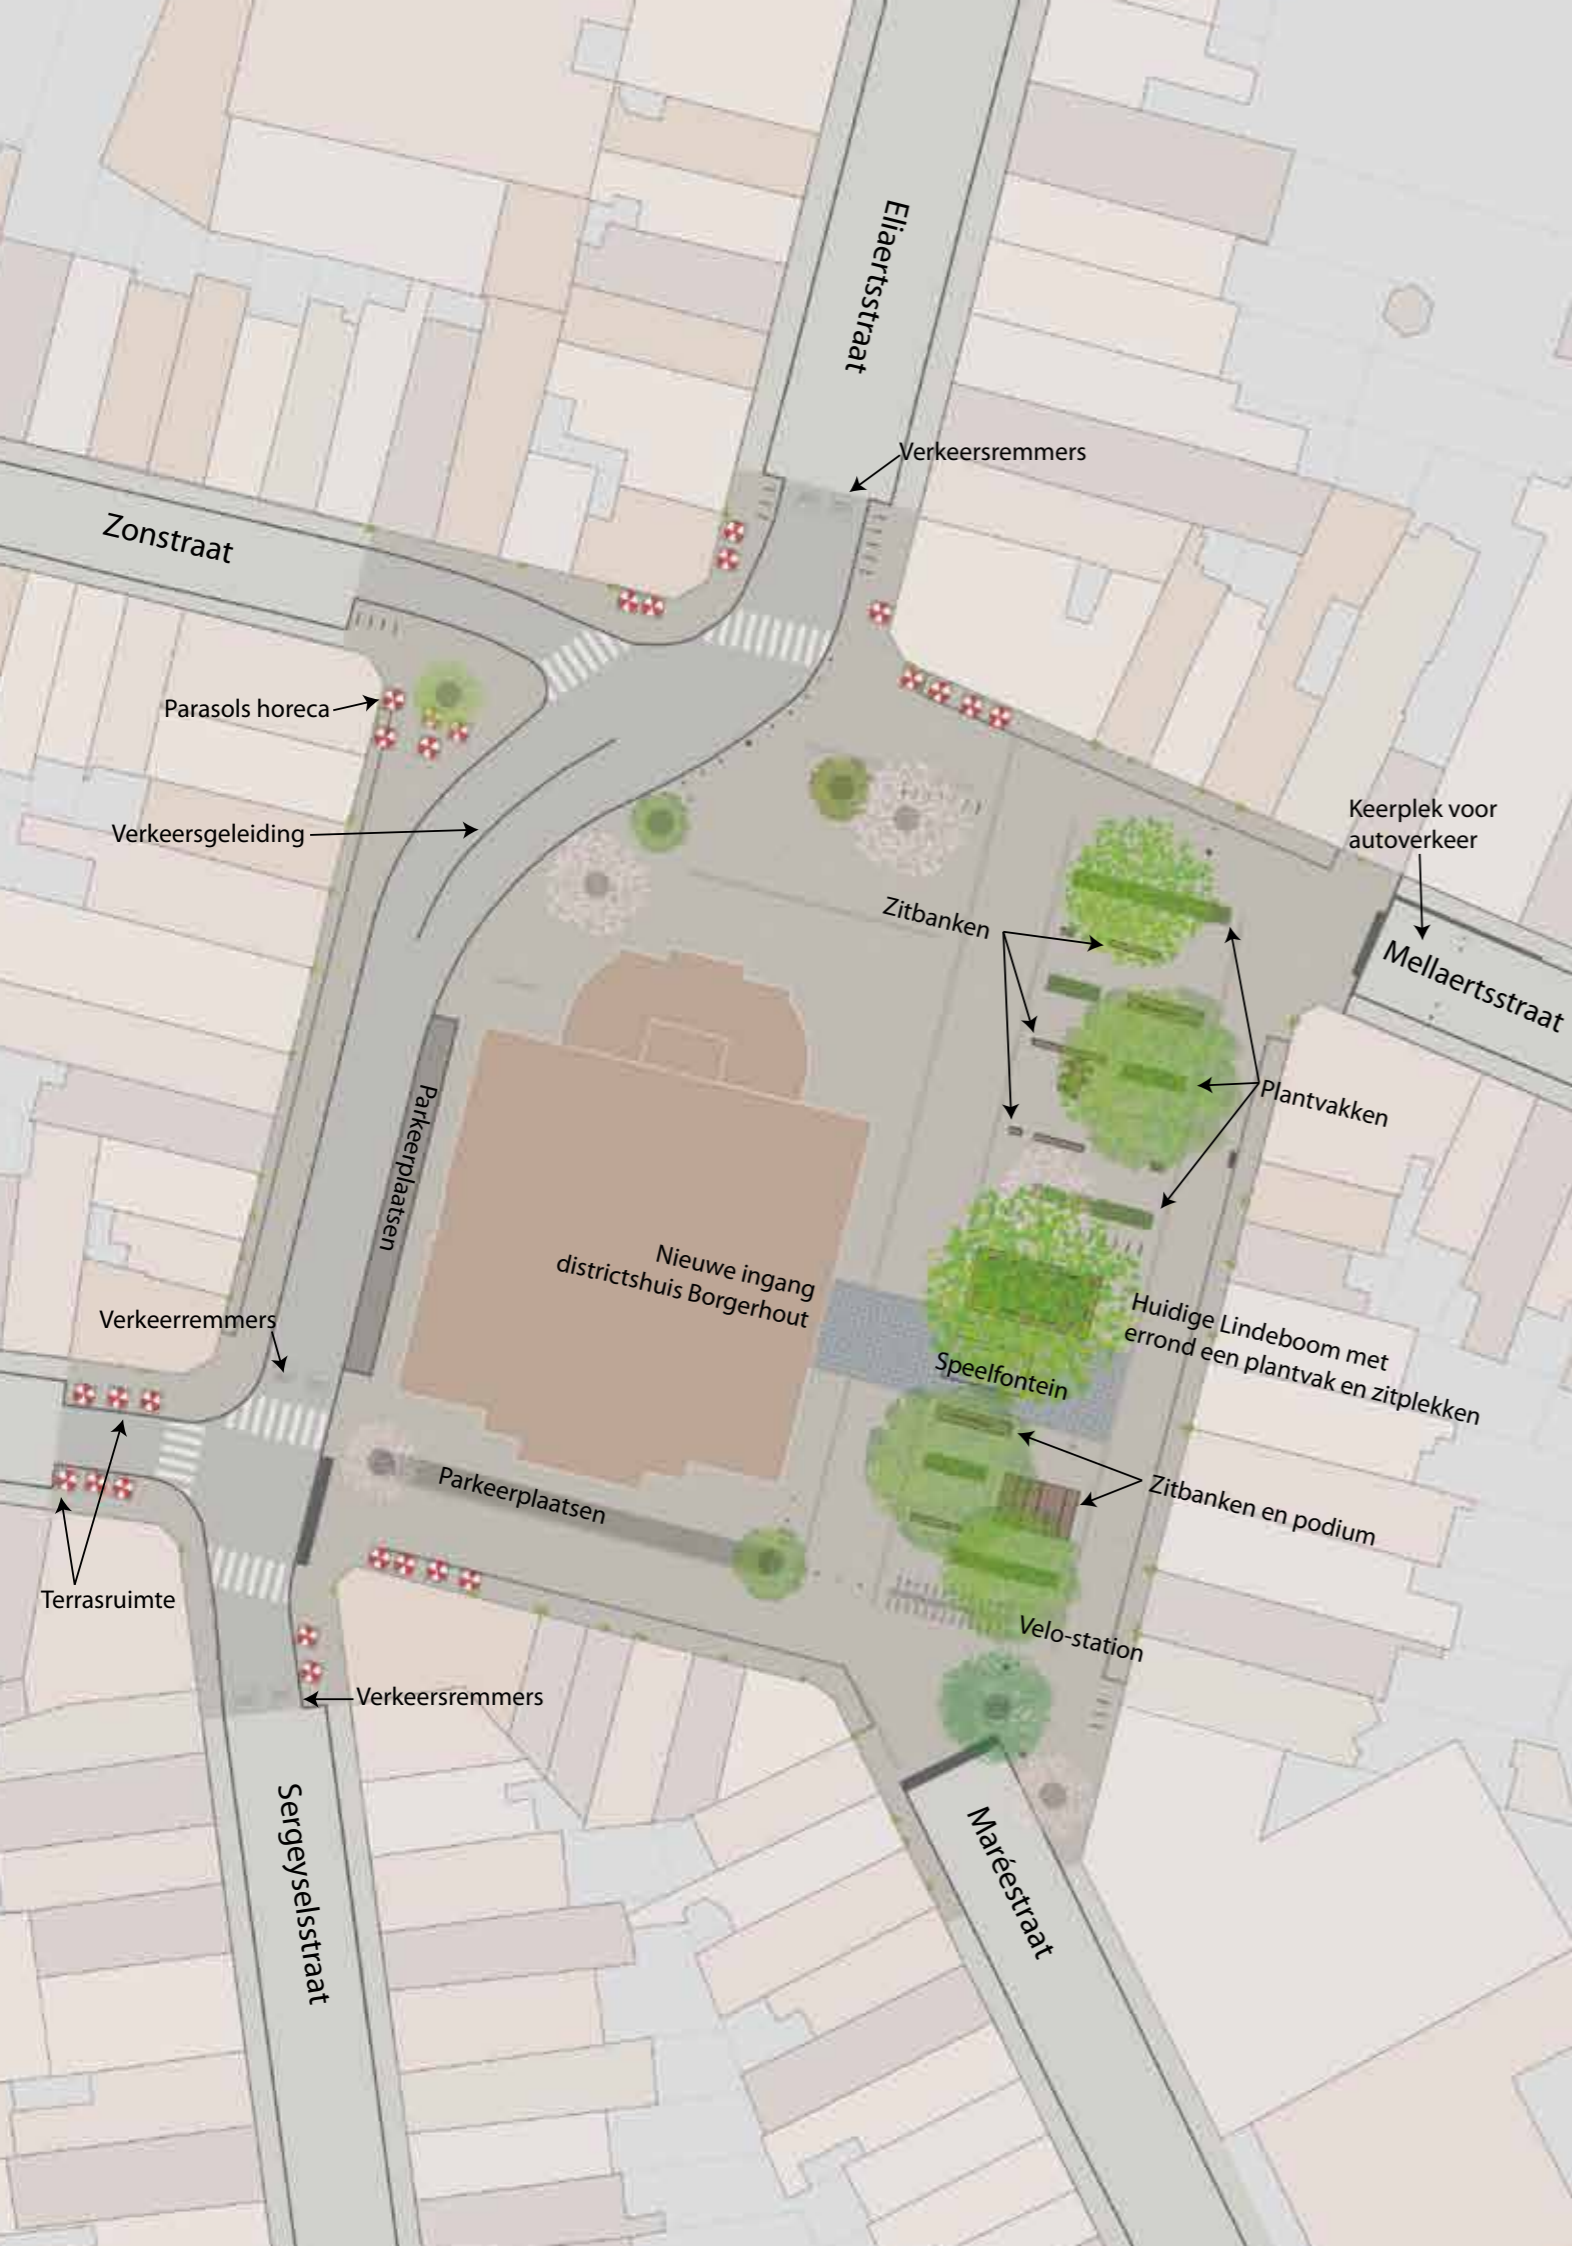 Eliaertsstraat
Verkeersremmers
Zonstraat
Parasols horeca
Verkeersgeleiding
Keerplek voor
autoverkeer
Zitbanken
Mellaertsstraat
Plantvakken
Parkeerplaatsen
Nieuwe ingang
districtshuis Borgerhout
Verkeerremmers
Huidige Lindeboom met
errond een plantvak en zitplekken
Speelfontein
Parkeerplaatsen
Zitbanken en podium
Terrasruimte
Velo-station
Verkeersremmers
Sergeyselsstraat
Maréestraat